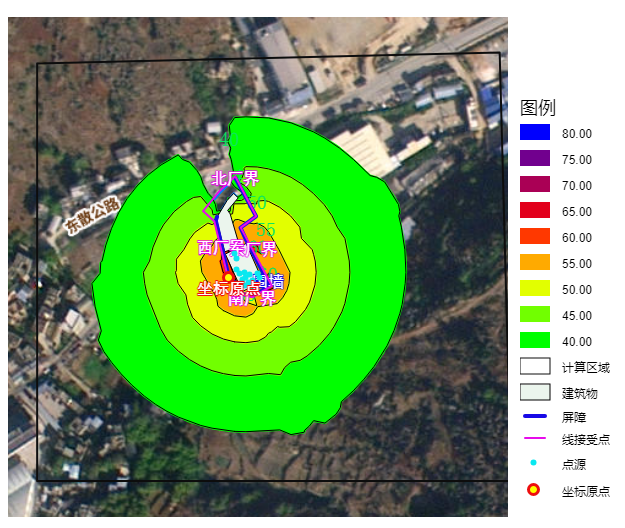 图例
80.00
75.00
70.00
65.00
60.00
55.00
50.00
45.00
40.00
计算区域
建筑物
屏障
线接受点
点源
坐标原点
东散公路
北厂界
50
55
西厂界
厂界
围墙
坐标原点
南厂界